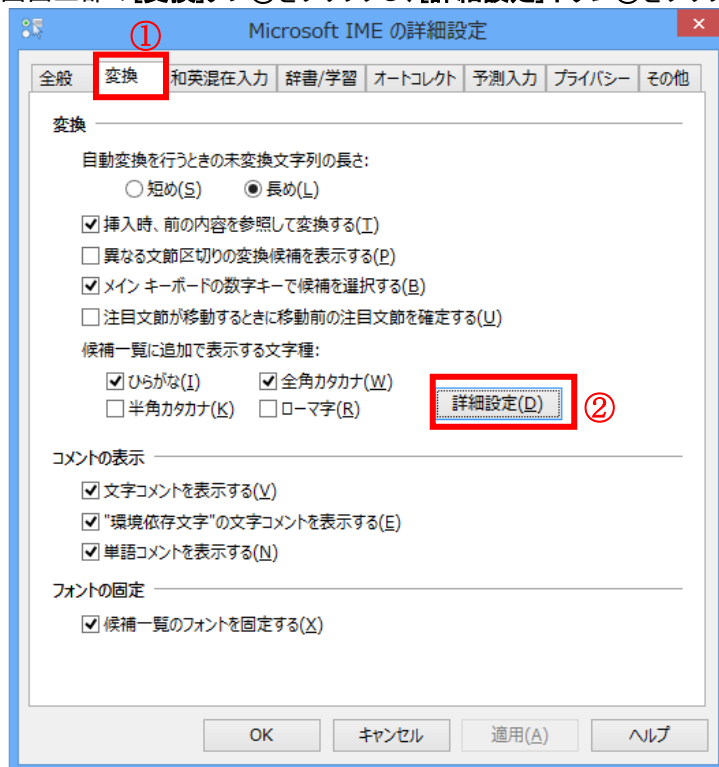 ①
Microsoft IME の詳細設定
全般 変換 和英混在入力 辞書/学習 オートコレクト 予測入力 プライバシー その他
変換
自動変換を行うときの未変換文字列の長さ:
短め(S) 長め(L)
挿入時、前の内容を参照して変換する(T)
異なる文節区切りの変換候補を表示する(P)
メイン キーボードの数字キーで候補を選択する(B)
注目文節が移動するときに移動前の注目文節を確定する(U)
候補一覧に追加で表示する文字種:
ひらがな(I) 全角カタカナ(W)
半角カタカナ(K) ローマ字(R) 詳細設定(D) ②
コメントの表示
文字コメントを表示する(V)
"環境依存文字"の文字コメントを表示する(E)
単語コメントを表示する(N)
フォントの固定
候補一覧のフォントを固定する(X)
OK キャンセル 適用(A) ヘルプ